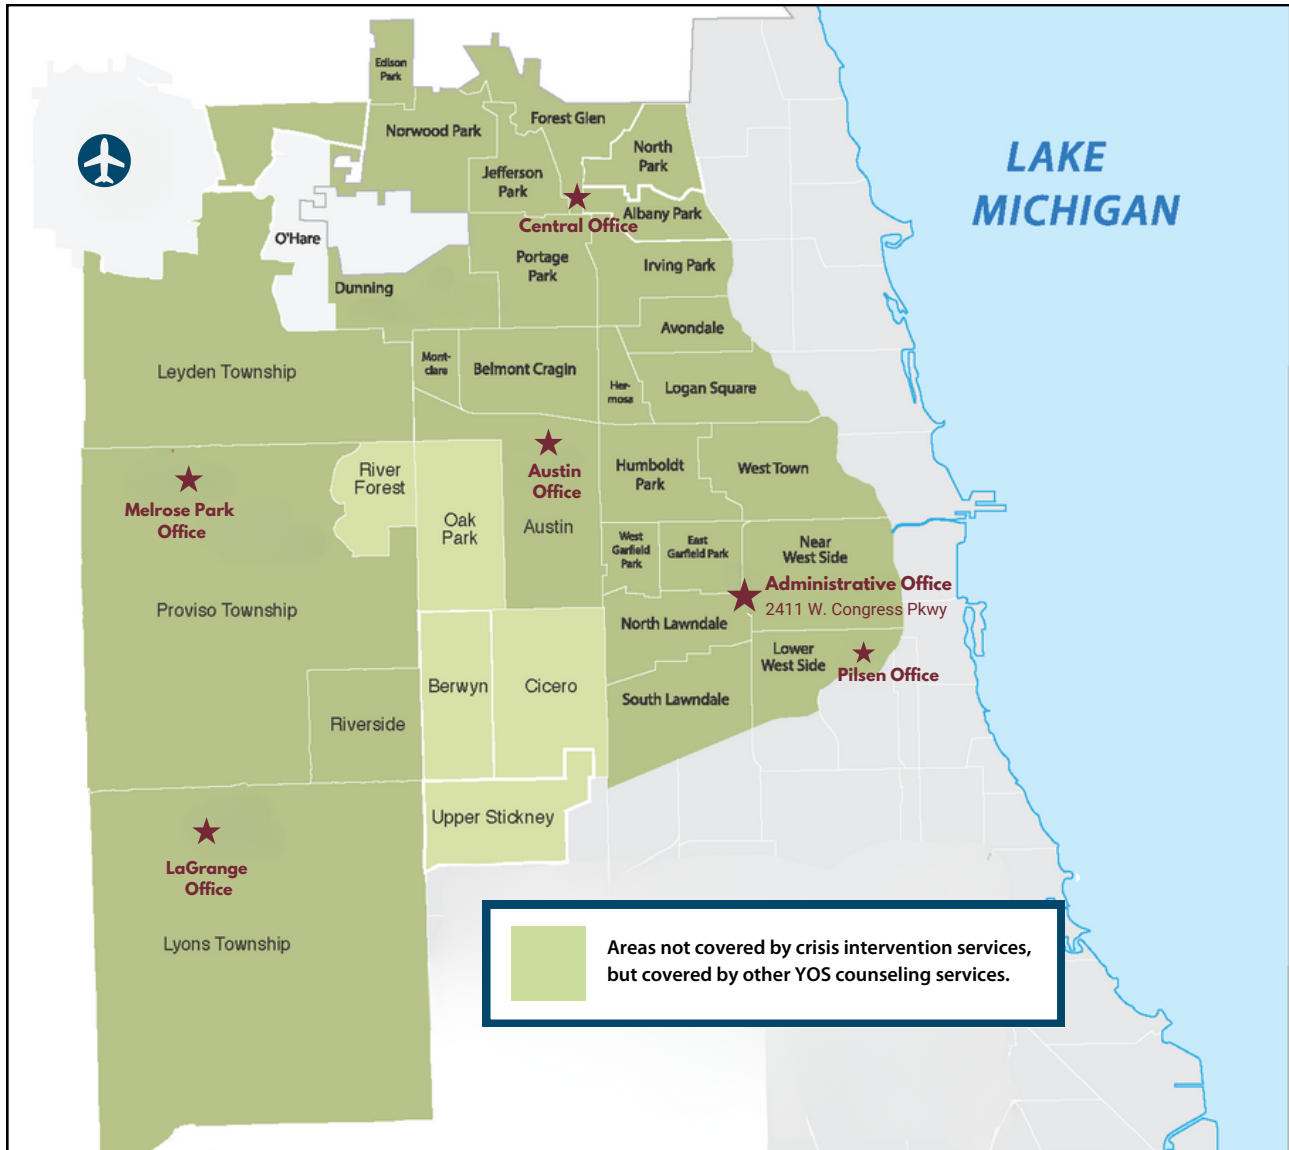 Edison
Park
Norwood Park
Forest Glen
North
Park
Jefferson
Park
Albany Park
Central Office
O'Hare
Portage
Park
Irving Park
Dunning
Avondale
Mont-
clare
Belmont Cragin
Leyden Township
Her-
mosa
Logan Square
LAKE
MICHIGAN
River
Forest
Austin
Office
Humboldt
Park
West Town
Melrose Park
Office
Oak
Park
Austin
West
Garfield
Park
East
Garfield Park
Near
West Side
Administrative Office
2411 W. Congress Pkwy
Proviso Township
North Lawndale
Lower
West Side
Pilsen Office
Berwyn
Cicero
South Lawndale
Riverside
Upper Stickney
LaGrange
Office
Lyons Township
Areas not covered by crisis intervention services,
but covered by other YOS counseling services.